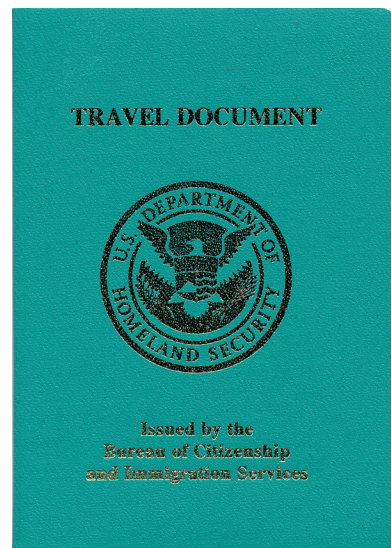 TRAVEL DOCUMENT
U.S. DEPARTMENT OF
HOMELAND SECURITY
Issued by the
Bureau of Citizenship
and Immigration Services